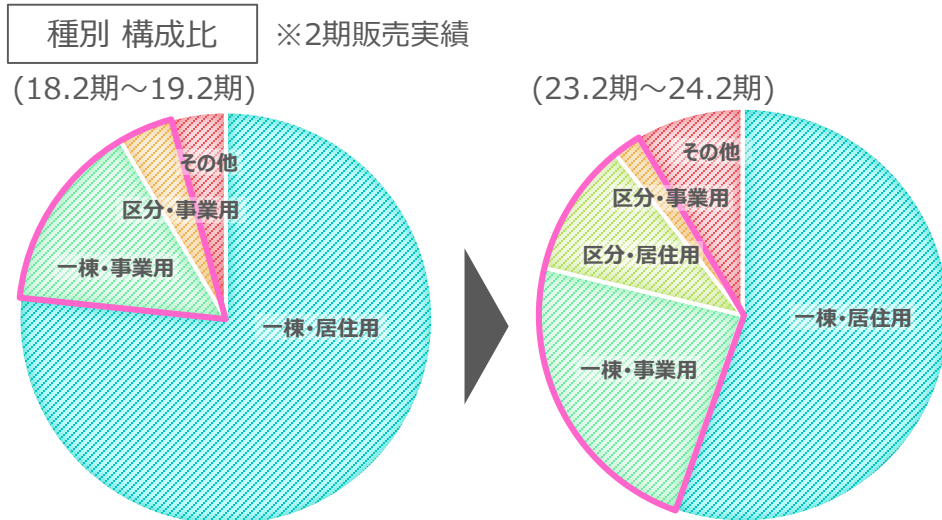 種別 構成比
※2期販売実績
(18.2期～19.2期)
その他
区分・事業用
一棟・事業用
一棟・居住用
(23.2期～24.2期)
その他
区分・事業用
区分・居住用
一棟・居住用
一棟・事業用